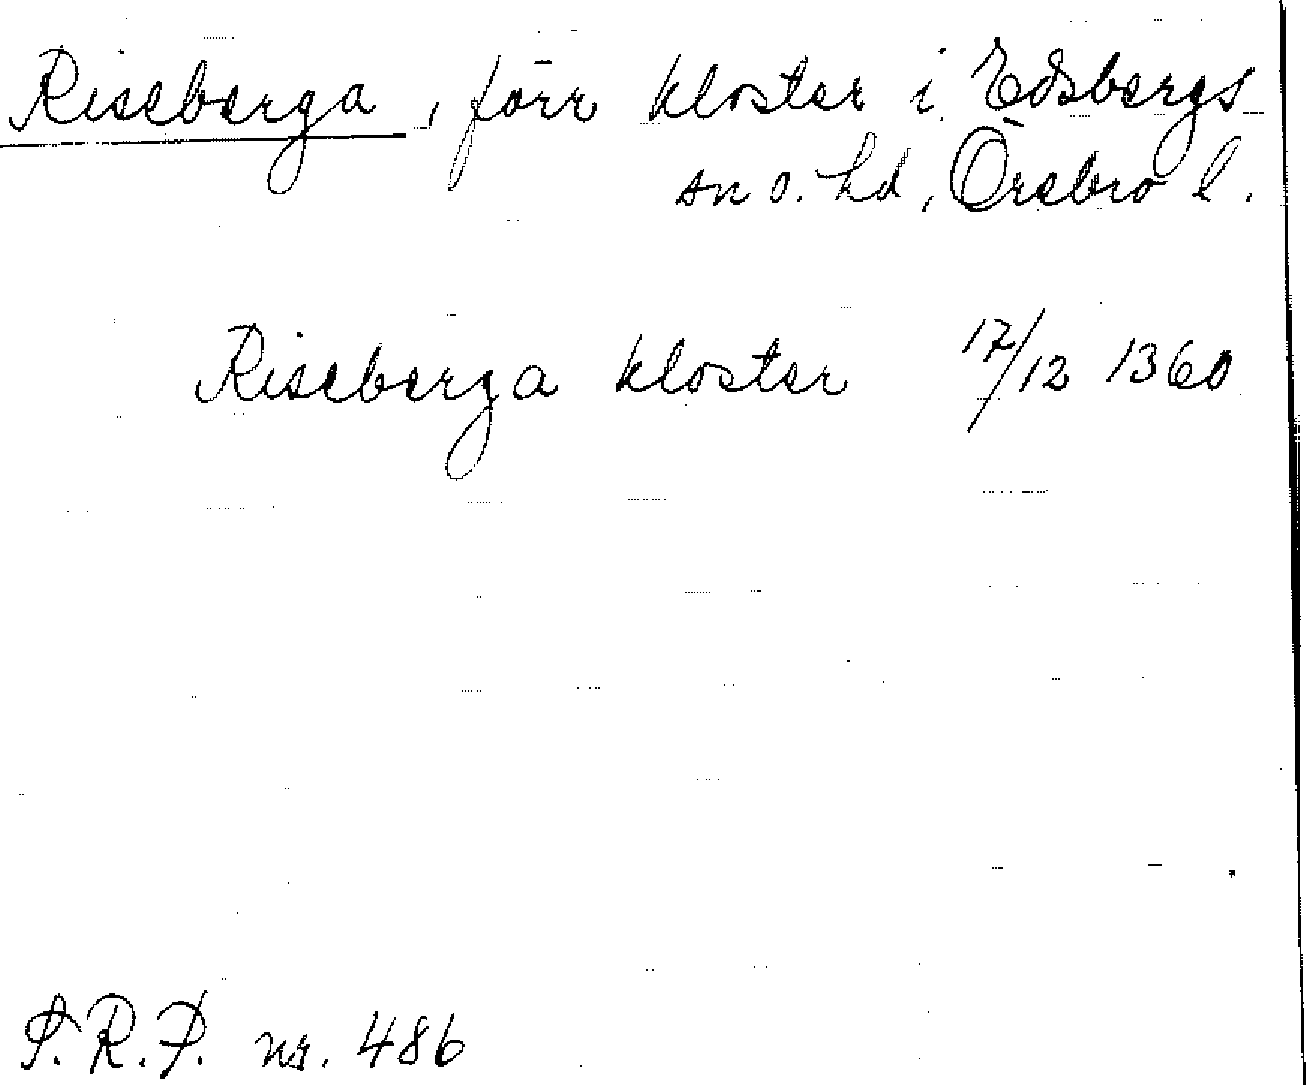 Riseberga, förr kloster i Edsbergs
sn o. hd, Örebro l.
Riseberga kloster 17/12 1360
S.R.P. nr. 486